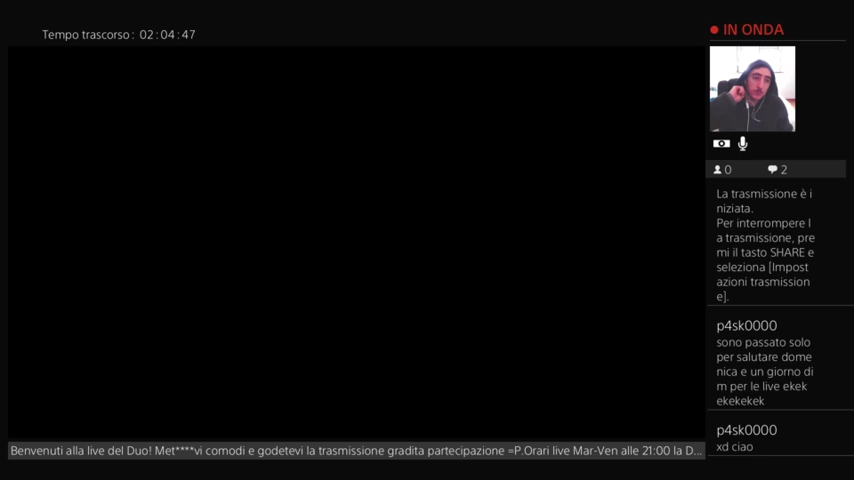 Tempo trascorso: 02:04:47
IN ONDA
0 2
La trasmissione è i
niziata.
Per interrompere l
a trasmissione, pre
mi il tasto SHARE e
seleziona [Impost
azioni trasmission
e].
p4sk0000
sono passato solo
per salutare dome
nica e un giorno di
m per le live ekek
ekekekek
p4sk0000
xd ciao
Benvenuti alla live del Duo! Met****vi comodi e godetevi la trasmissione gradita partecipazione =P.Orari live Mar-Ven alle 21:00 la D...